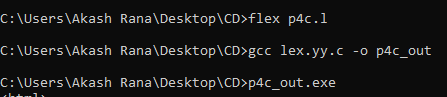 C:\Users\Akash Rana\Desktop\CD>flex p4c.l
C:\Users\Akash Rana\Desktop\CD>gcc lex.yy.c -o p4c_out
C:\Users\Akash Rana\Desktop\CD>p4c_out.exe